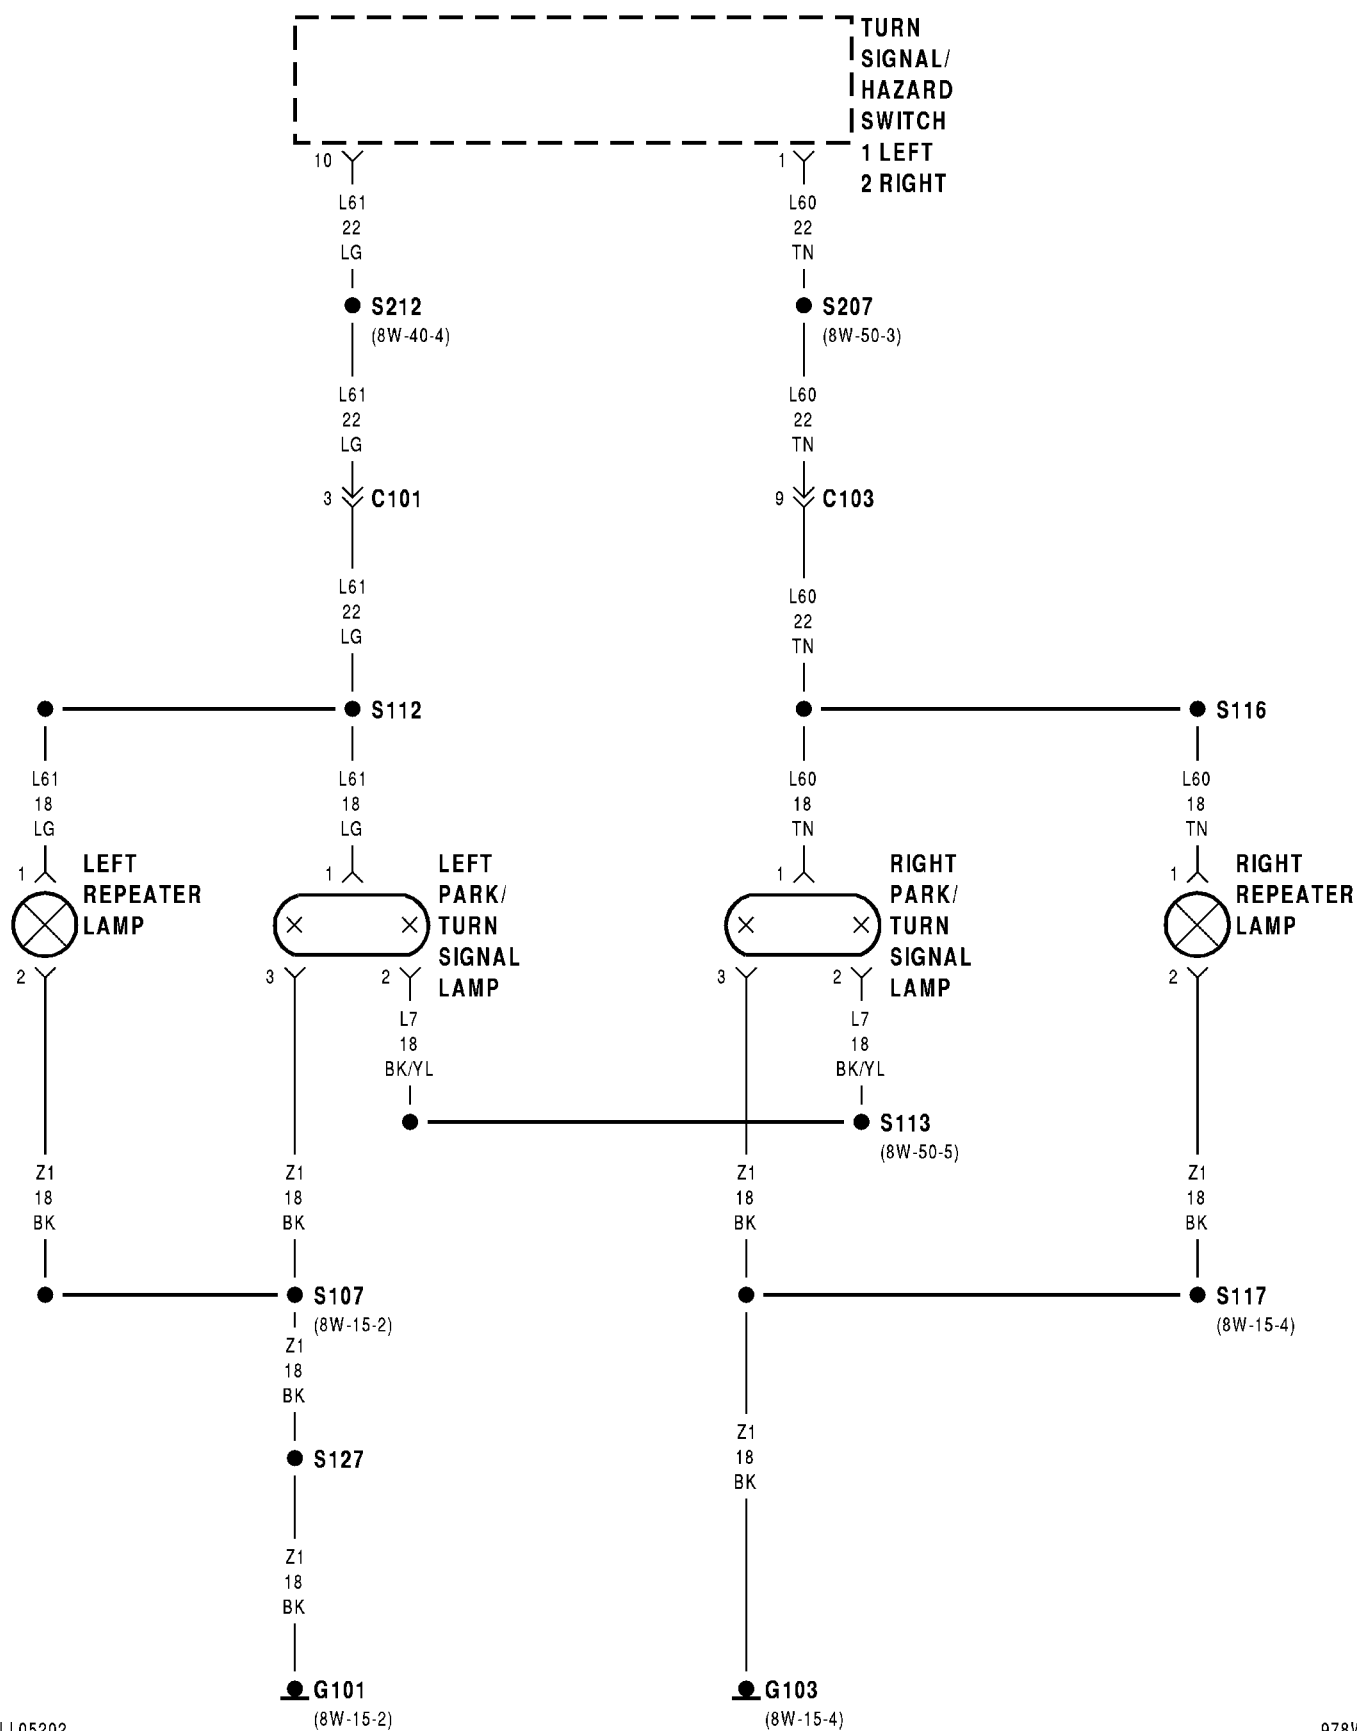 TURN
SIGNAL/
HAZARD
SWITCH
1 LEFT
2 RIGHT
10
1
L61
22
LG
L60
22
TN
S212
(8W-40-4)
S207
(8W-50-3)
L61
22
LG
L60
22
TN
3
C101
9
C103
L61
22
LG
L60
22
TN
S112
S116
L61
18
LG
L61
18
LG
L60
18
TN
L60
18
TN
1
LEFT
REPEATER
LAMP
1
LEFT
PARK/
TURN
SIGNAL
LAMP
1
RIGHT
PARK/
TURN
SIGNAL
LAMP
1
RIGHT
REPEATER
LAMP
2
3
2
3
2
2
L7
18
BK/YL
L7
18
BK/YL
S113
(8W-50-5)
Z1
18
BK
Z1
18
BK
Z1
18
BK
Z1
18
BK
S107
(8W-15-2)
S117
(8W-15-4)
Z1
18
BK
S127
Z1
18
BK
Z1
18
BK
G101
(8W-15-2)
G103
(8W-15-4)